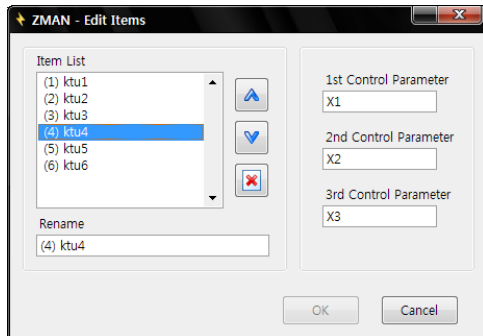 ZMAN - Edit Items
Item List
(1) ktu1
(2) ktu2
(3) ktu3
(4) ktu4
(5) ktu5
(6) ktu6
Rename
(4) ktu4
1st Control Parameter
X1
2nd Control Parameter
X2
3rd Control Parameter
X3
OK
Cancel